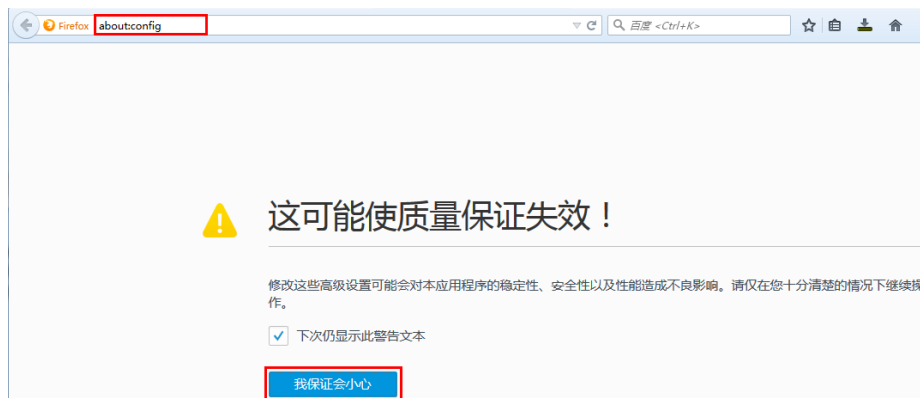 Firefox about:config 百度 <Ctrl+K>
这可能使质量保证失效！
修改这些高级设置可能会对本应用程序的稳定性、安全性以及性能造成不良影响。请仅在您十分清楚的情况下继续操
作。
下次仍显示此警告文本
我保证会小心